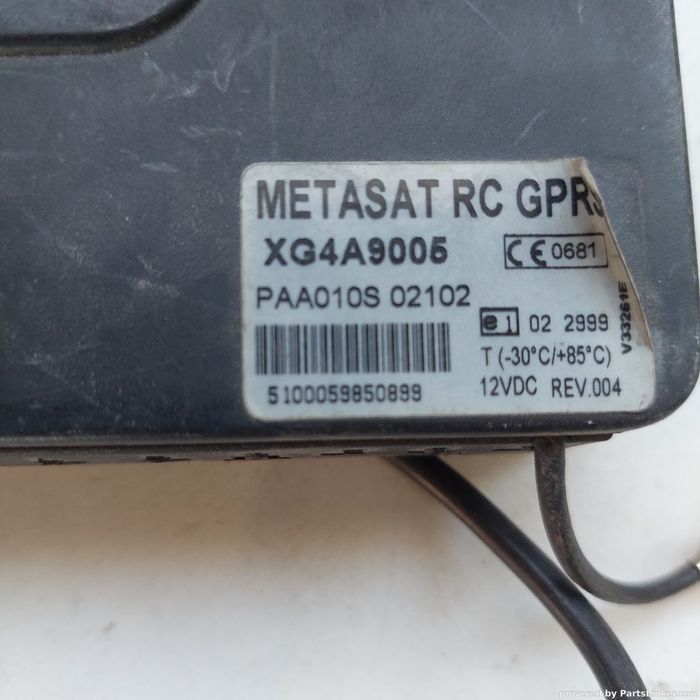 METASAT RC GPRS
XG4A9005
CE 0681
PAA010S 02102
e1 02 2999
T (-30°C/+85°C)
5100059850899
12VDC REV.004
V33261E
powered by PartsBroker.com